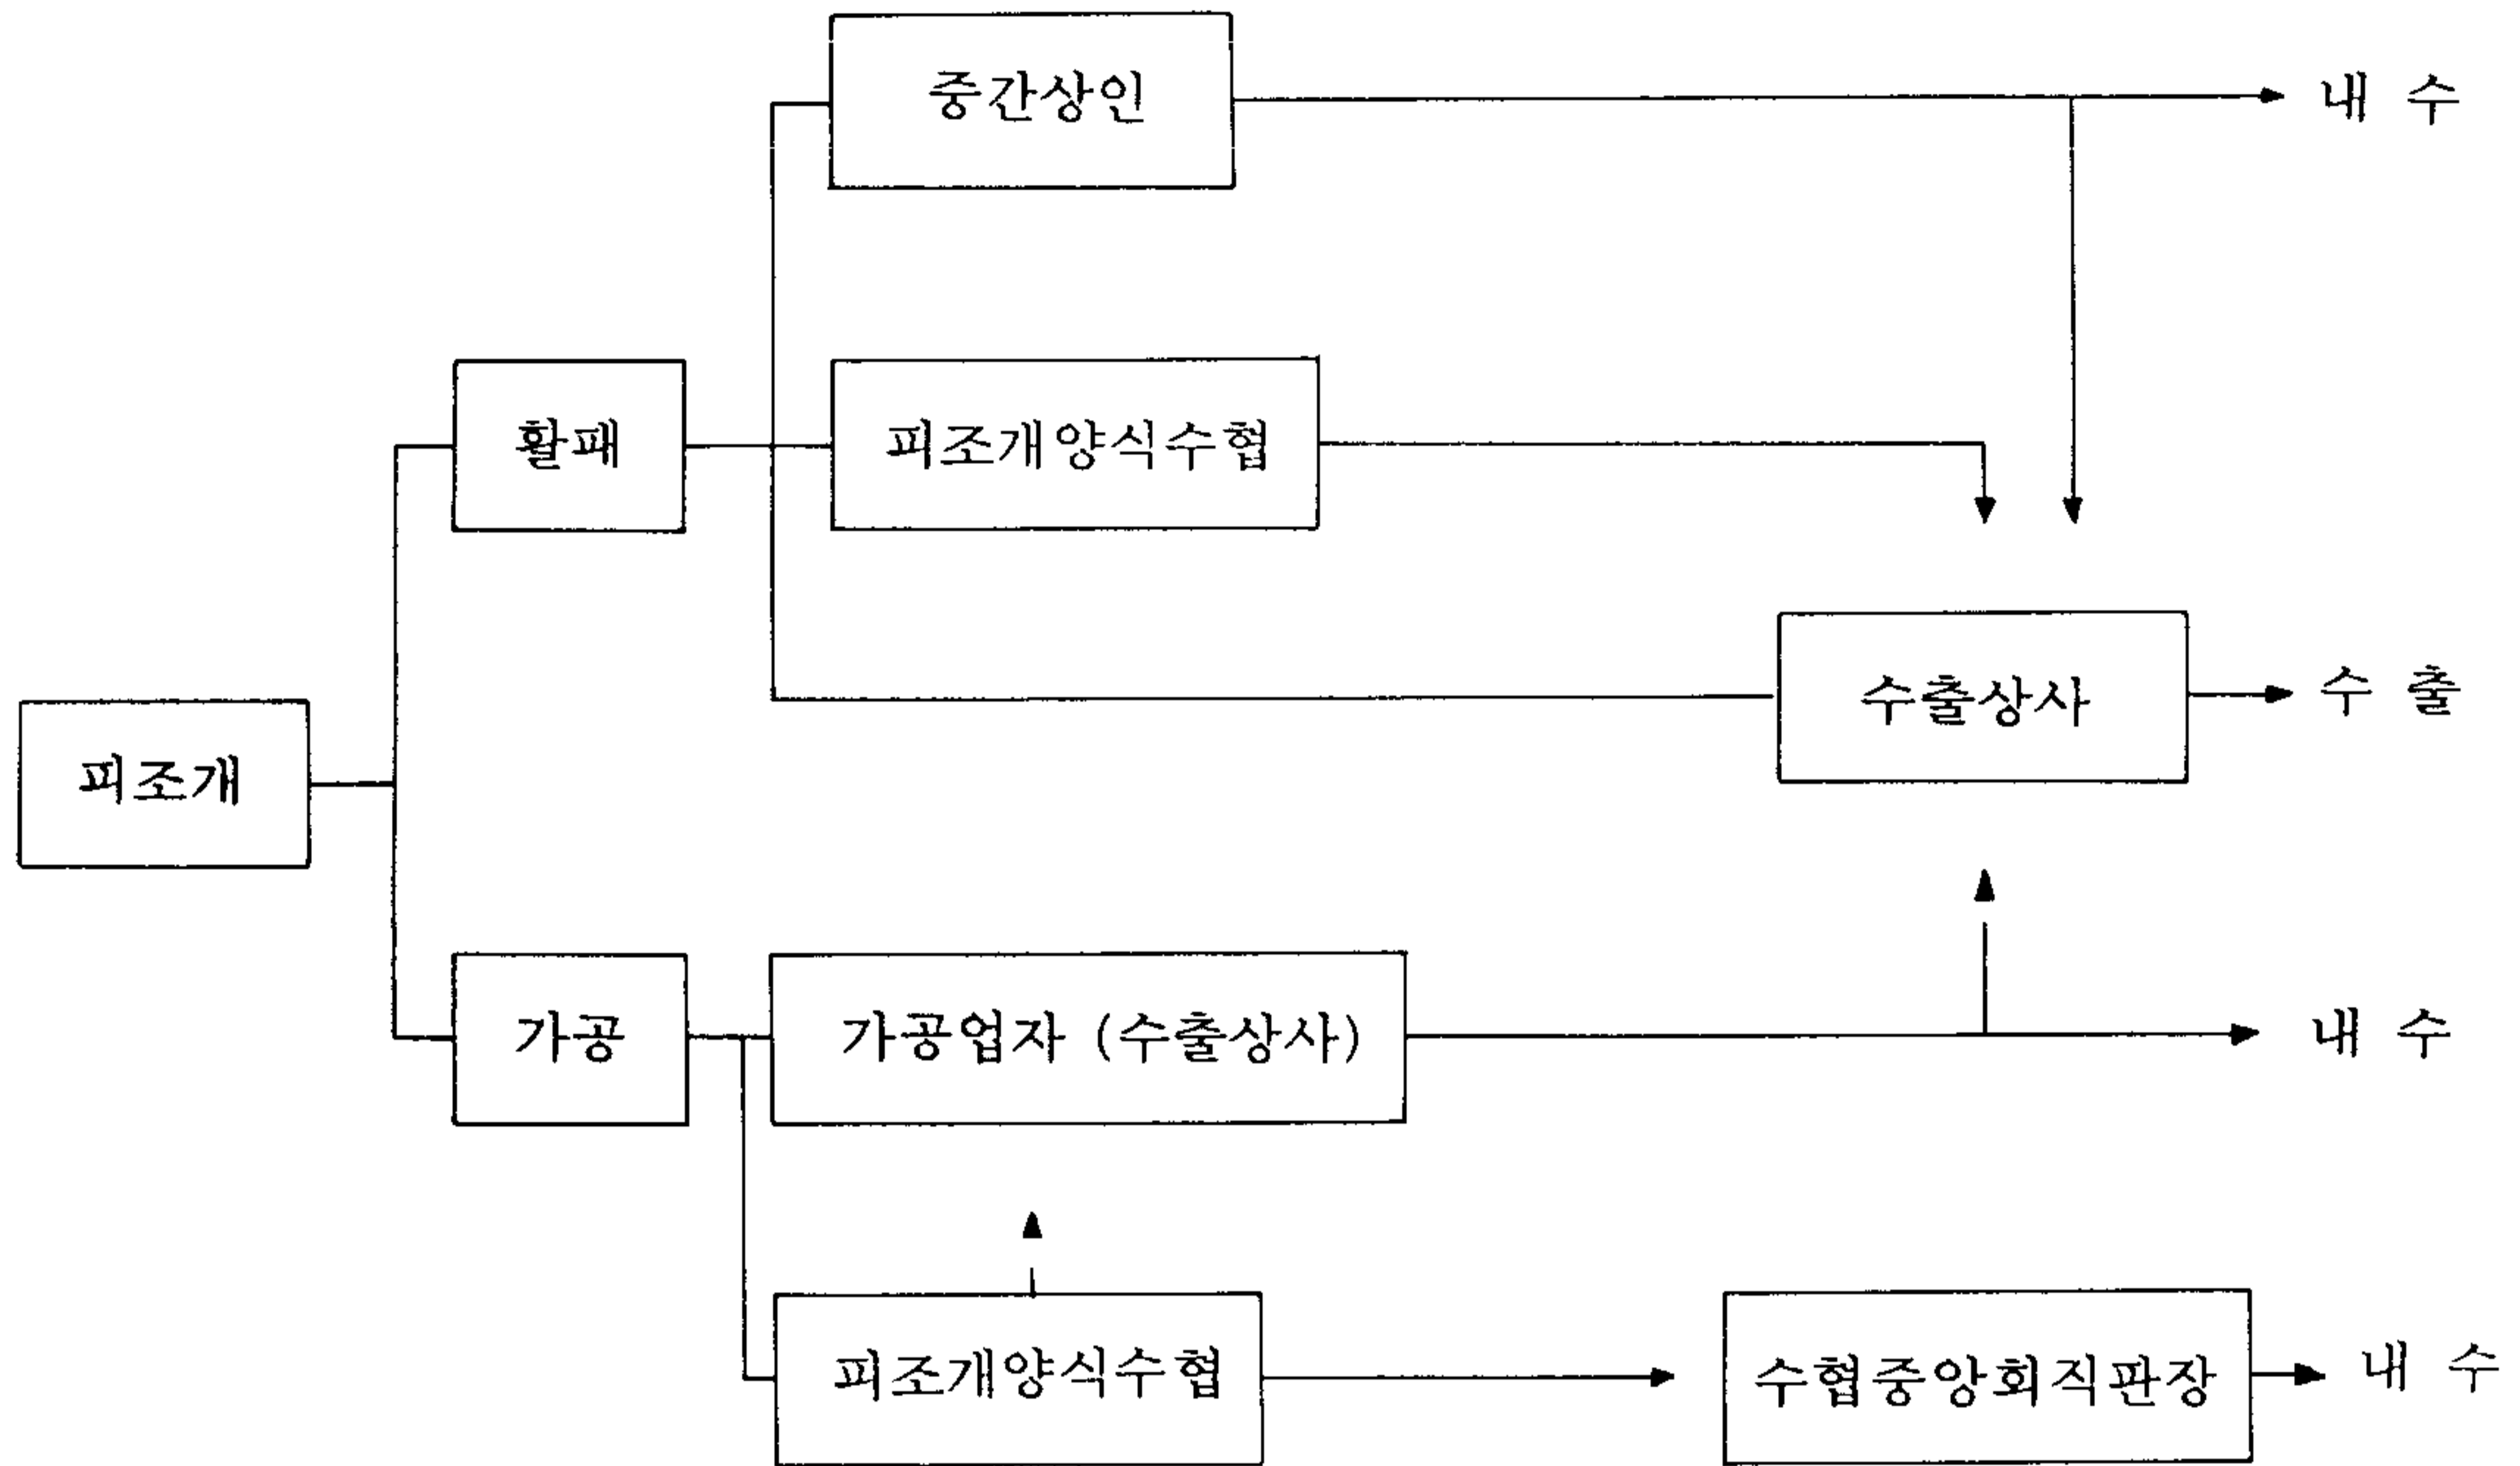 중간상인
내 수
활패
피조개양식수협
수출상사
수 출
피조개
가공
가공업자 (수출상사)
내 수
피조개양식수협
수협중앙회직판장
내 수